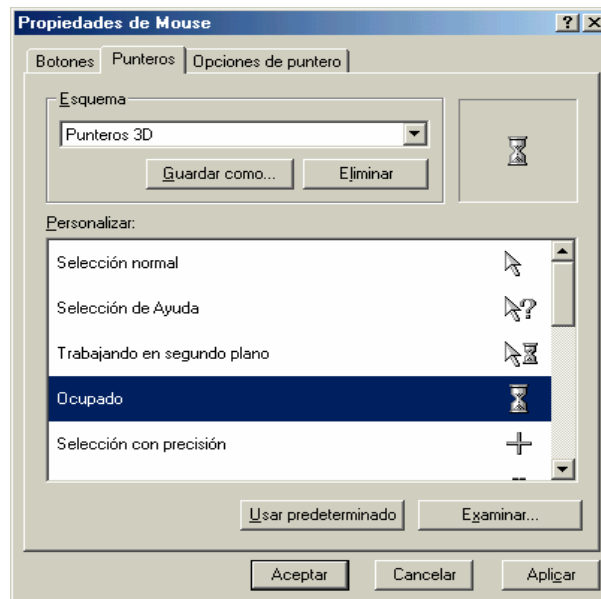 Propiedades de Mouse
Botones Punteros Opciones de puntero
Esquema
Punteros 3D
Guardar como... Eliminar
Personalizar:
Selección normal
Selección de Ayuda
Trabajando en segundo plano
Ocupado
Selección con precisión
Usar predeterminado Examinar...
Aceptar Cancelar Aplicar